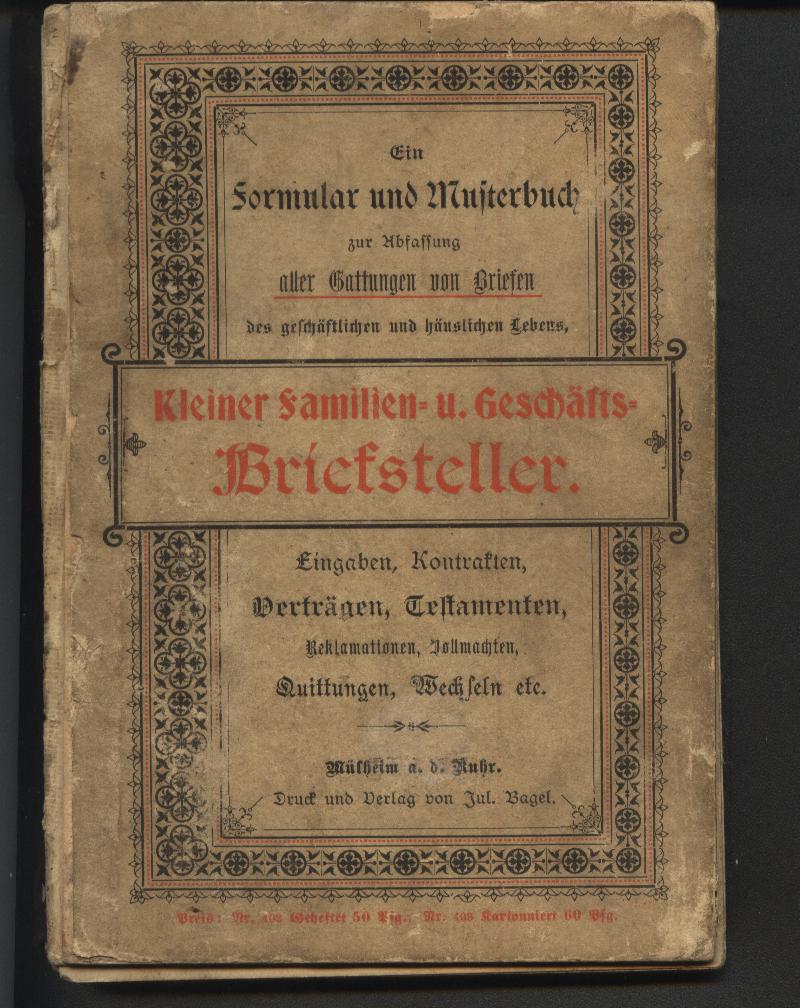 Ein
Formular und Musterbuch
zur Abfassung
aller Gattungen von Briefen
des geschäftlichen und häuslichen Lebens,
Kleiner Familien- u. Geschäfts-
Briefsteller.
Eingaben, Kontrakten,
Verträgen, Testamenten,
Reklamationen, Vollmachten,
Quittungen, Wechseln etc.
Mülheim a. d. Ruhr.
Druck und Verlag von Jul. Bagel.
Preis: Nr. Geheftet 50 Pfg. Nr. Kartonniert 60 Pfg.